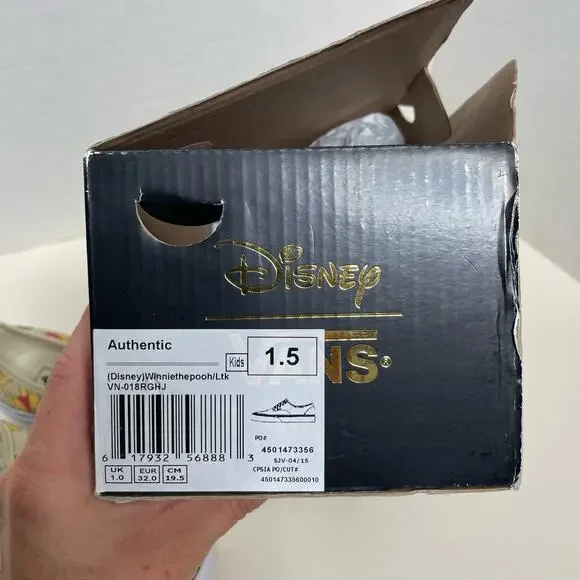 Disney
VANS®
Authentic
Kids
1.5
(Disney)Winniethepooh/Ltk
VN-018RGHJ
6 17932 56888 3
PO#
4501473356
SJV-04/15
CPSIA PO/CUT#
450147335600010
UK 1.0
EUR 32.0
CM 19.5